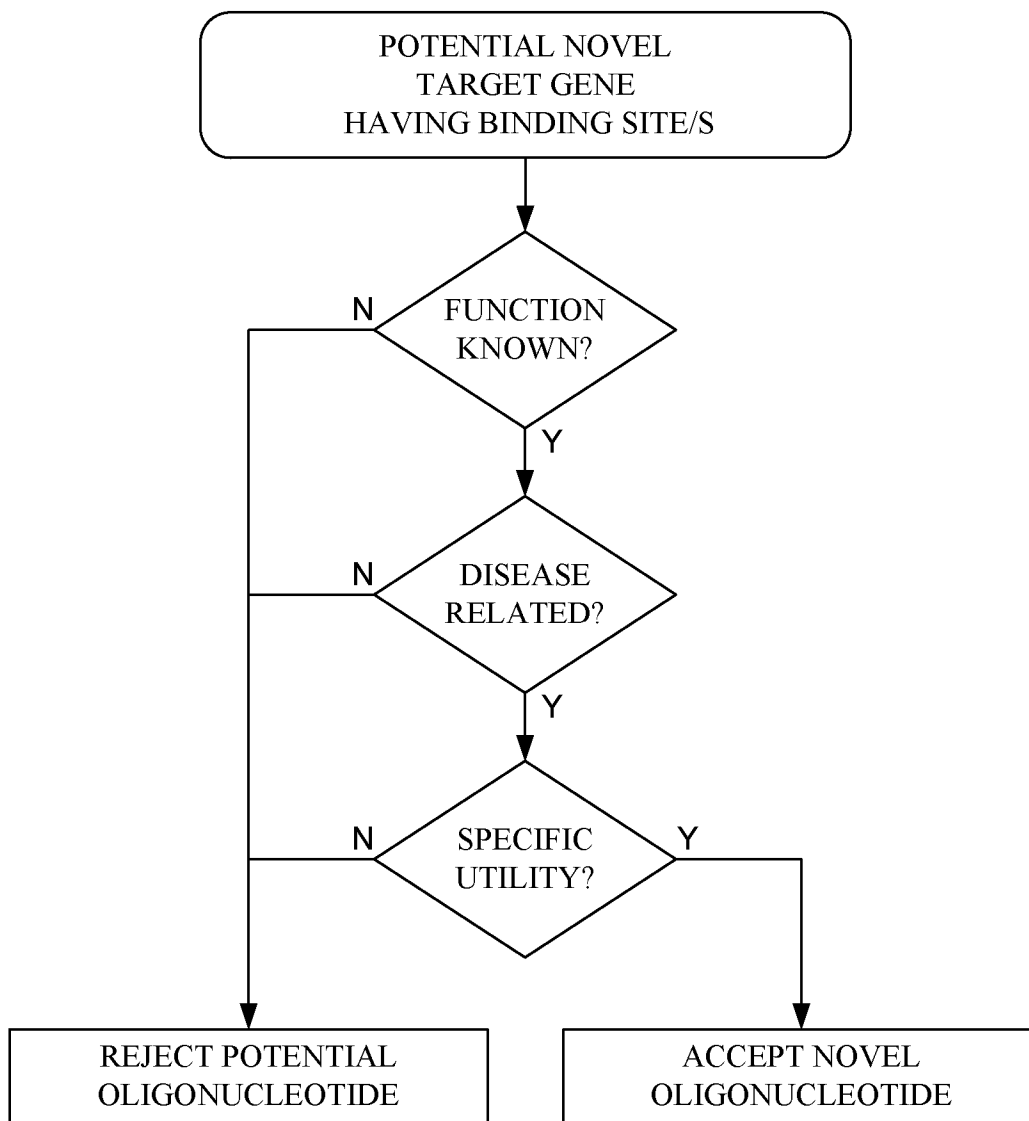 POTENTIAL NOVEL
TARGET GENE
HAVING BINDING SITE/S
N
FUNCTION
KNOWN?
Y
N
DISEASE
RELATED?
Y
N
SPECIFIC
UTILITY?
Y
REJECT POTENTIAL
OLIGONUCLEOTIDE
ACCEPT NOVEL
OLIGONUCLEOTIDE